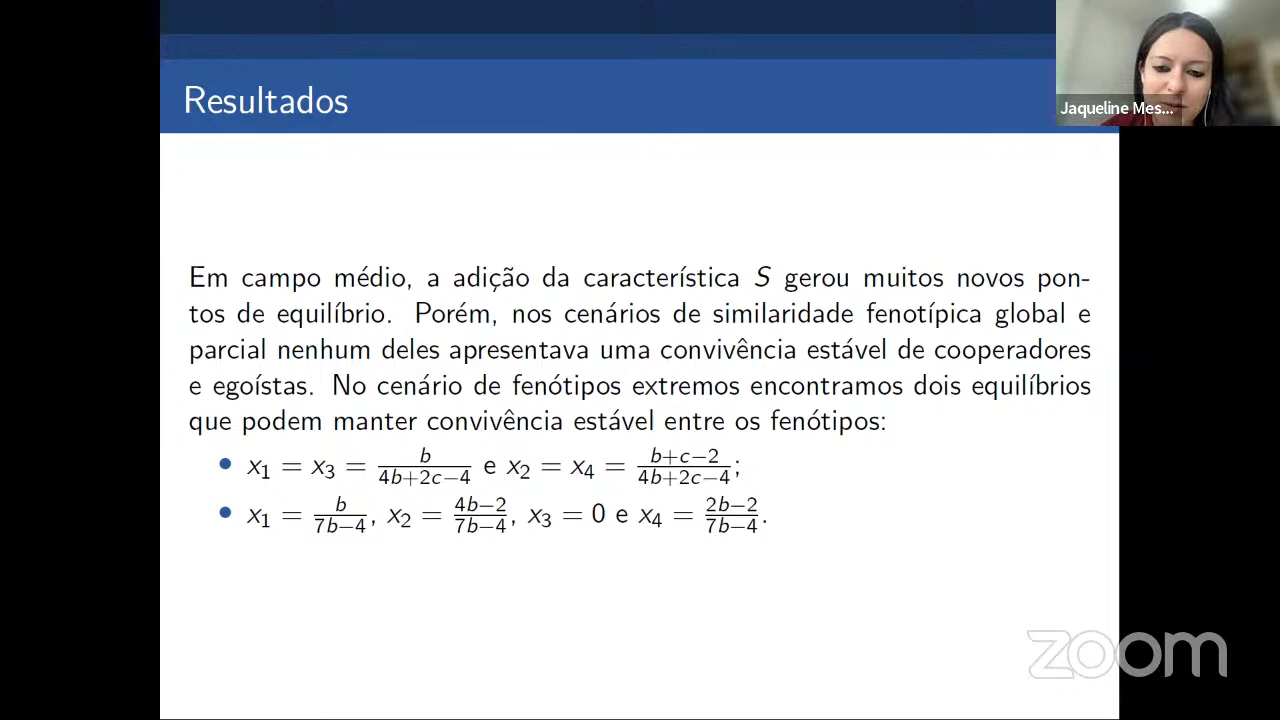 Resultados
Jaqueline Mes...
Em campo médio, a adição da característica S gerou muitos novos pon-
tos de equilíbrio. Porém, nos cenários de similaridade fenotípica global e
parcial nenhum deles apresentava uma convivência estável de cooperadores
e egoístas. No cenário de fenótipos extremos encontramos dois equilíbrios
que podem manter convivência estável entre os fenótipos:
• x₁ = x₃ = b/(4b+2c−4) e x₂ = x₄ = (b+c−2)/(4b+2c−4);
• x₁ = b/(7b−4), x₂ = (4b−2)/(7b−4), x₃ = 0 e x₄ = (2b−2)/(7b−4).
zoom